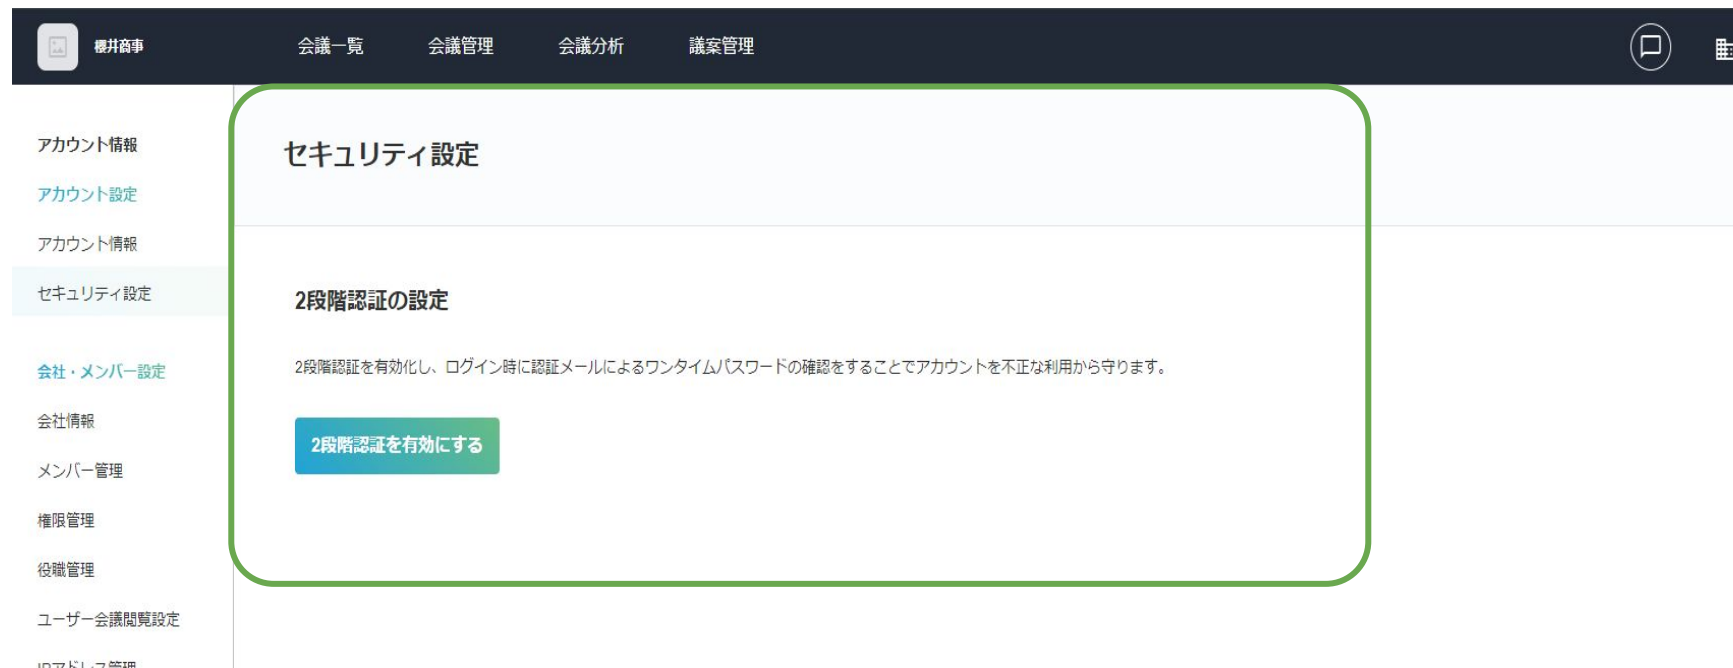 櫻井商事
会議一覧 会議管理 会議分析 議案管理
アカウント情報
アカウント設定
アカウント情報
セキュリティ設定
会社・メンバー設定
会社情報
メンバー管理
権限管理
役職管理
ユーザー会議閲覧設定
IPアドレス管理
セキュリティ設定
2段階認証の設定
2段階認証を有効化し、ログイン時に認証メールによるワンタイムパスワードの確認をすることでアカウントを不正な利用から守ります。
2段階認証を有効にする